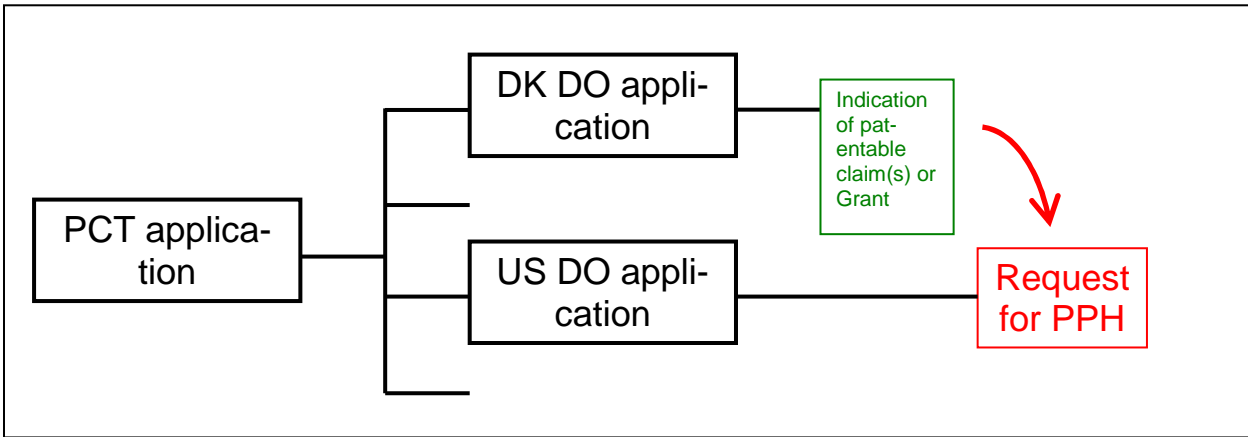 DK DO appli-
cation
Indication
of pat-
entable
claim(s) or
Grant
PCT applica-
tion
US DO appli-
cation
Request
for PPH